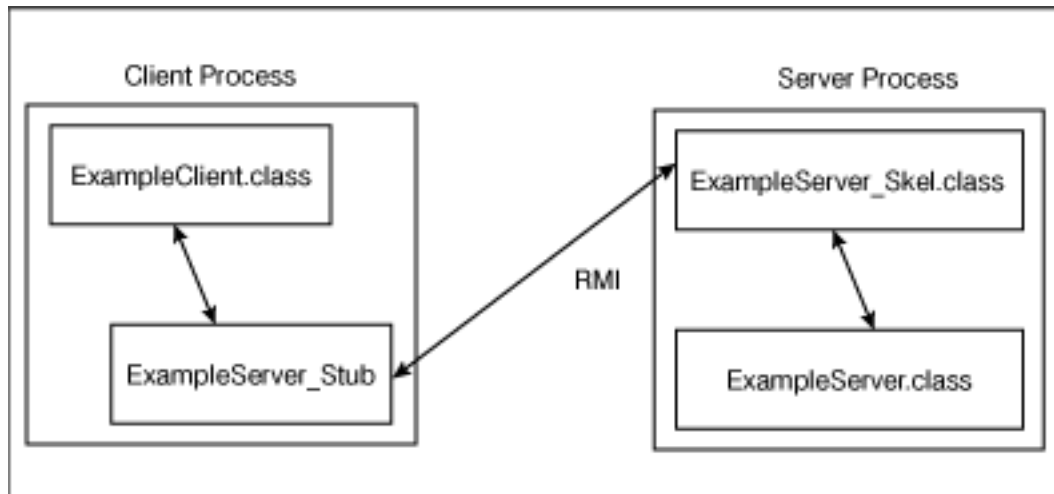 Client Process
ExampleClient.class
ExampleServer_Stub
RMI
Server Process
ExampleServer_Skel.class
ExampleServer.class